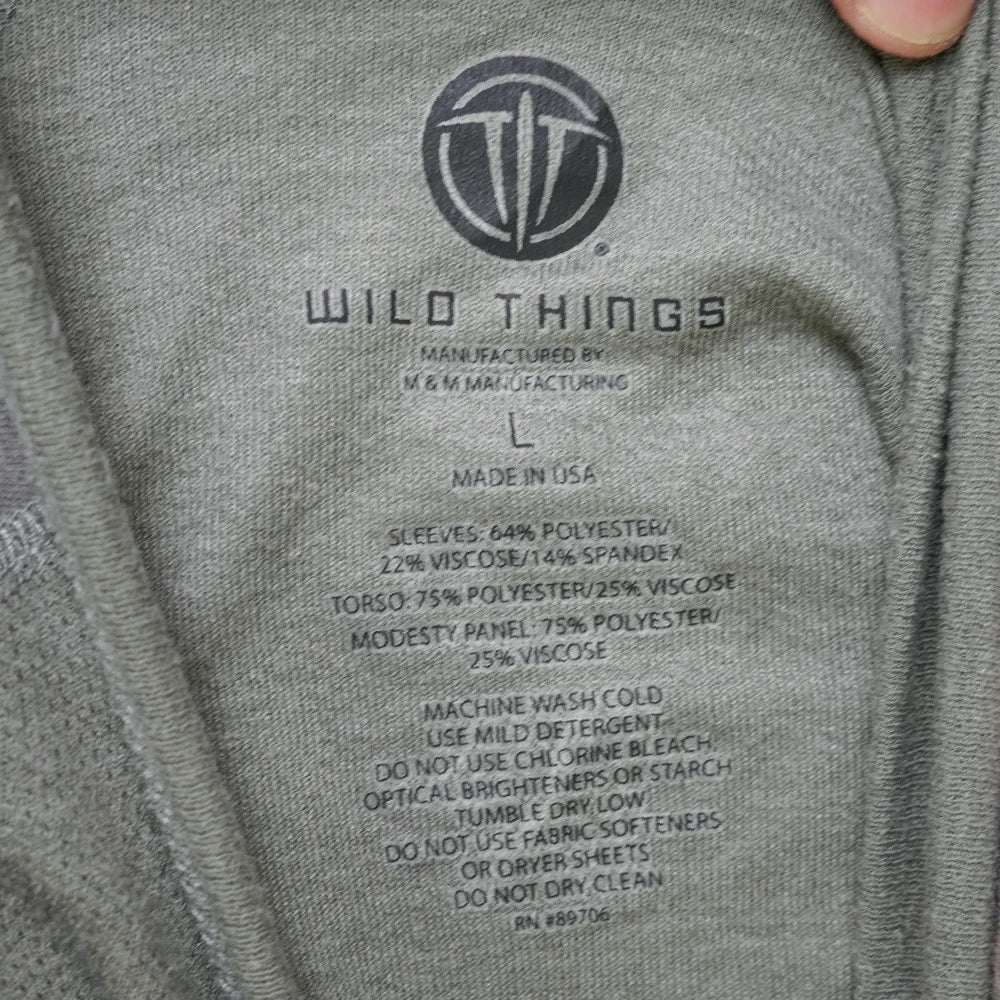 WILD THINGS
MANUFACTURED BY
M & M MANUFACTURING
L
MADE IN USA
SLEEVES: 64% POLYESTER/
22% VISCOSE/14% SPANDEX
TORSO: 75% POLYESTER/25% VISCOSE
MODESTY PANEL: 75% POLYESTER/
25% VISCOSE
MACHINE WASH COLD
USE MILD DETERGENT
DO NOT USE CHLORINE BLEACH,
OPTICAL BRIGHTENERS OR STARCH
TUMBLE DRY LOW
DO NOT USE FABRIC SOFTENERS
OR DRYER SHEETS
DO NOT DRY CLEAN
RN #89706